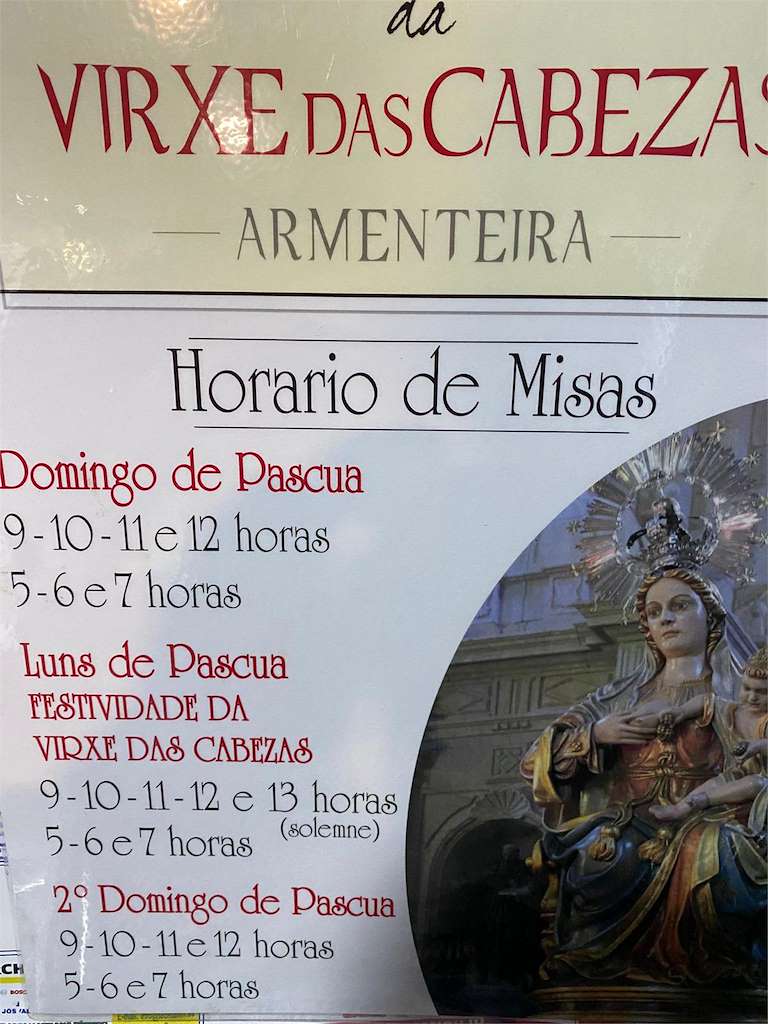 da
VIRXE DAS CABEZAS
ARMENTEIRA
Horario de Misas
Domingo de Pascua
9 - 10 - 11 e 12 horas
5 - 6 e 7 horas
Luns de Pascua
FESTIVIDADE DA
VIRXE DAS CABEZAS
9 - 10 - 11 - 12 e 13 horas
5 - 6 e 7 horas (solemne)
2º Domingo de Pascua
9 - 10 - 11 e 12 horas
5 - 6 e 7 horas